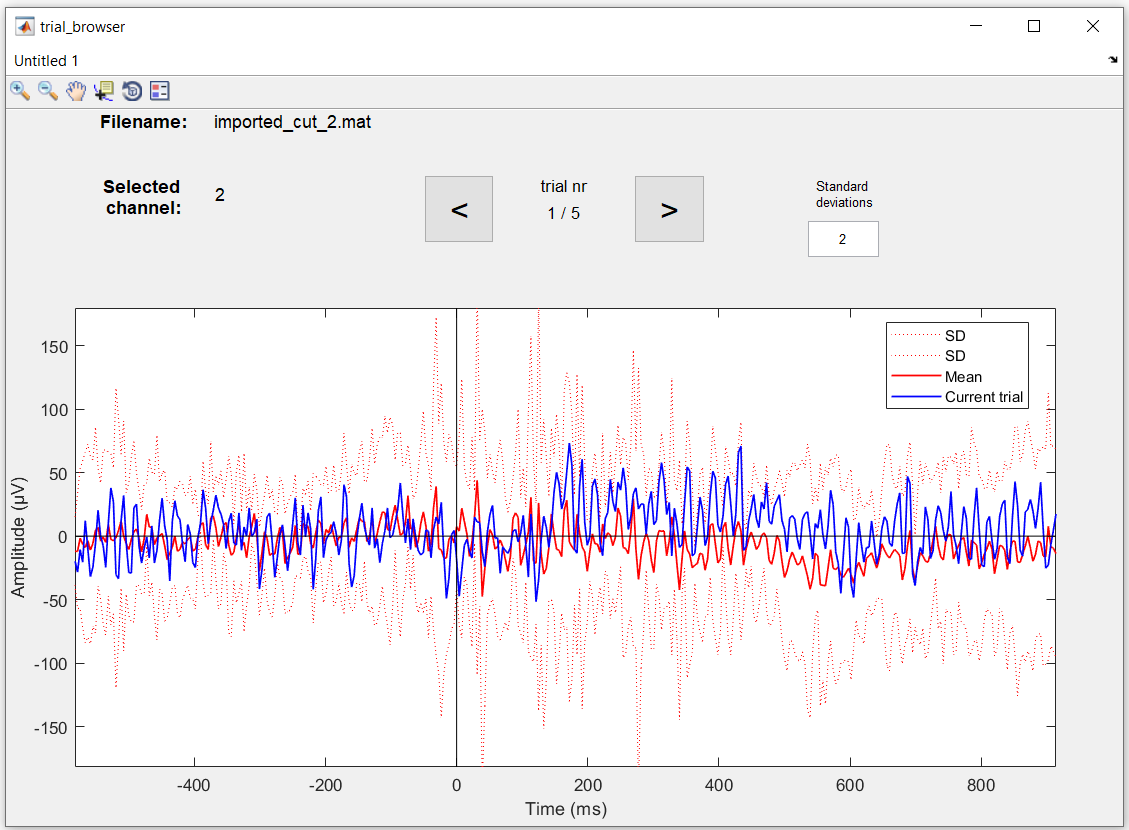 trial_browser
Untitled 1
Filename: imported_cut_2.mat
Selected channel: 2
<
trial nr
1 / 5
>
Standard
deviations
2
SD
SD
Mean
Current trial
Amplitude (µV)
150
100
50
0
-50
-100
-150
-400 -200 0 200 400 600 800
Time (ms)